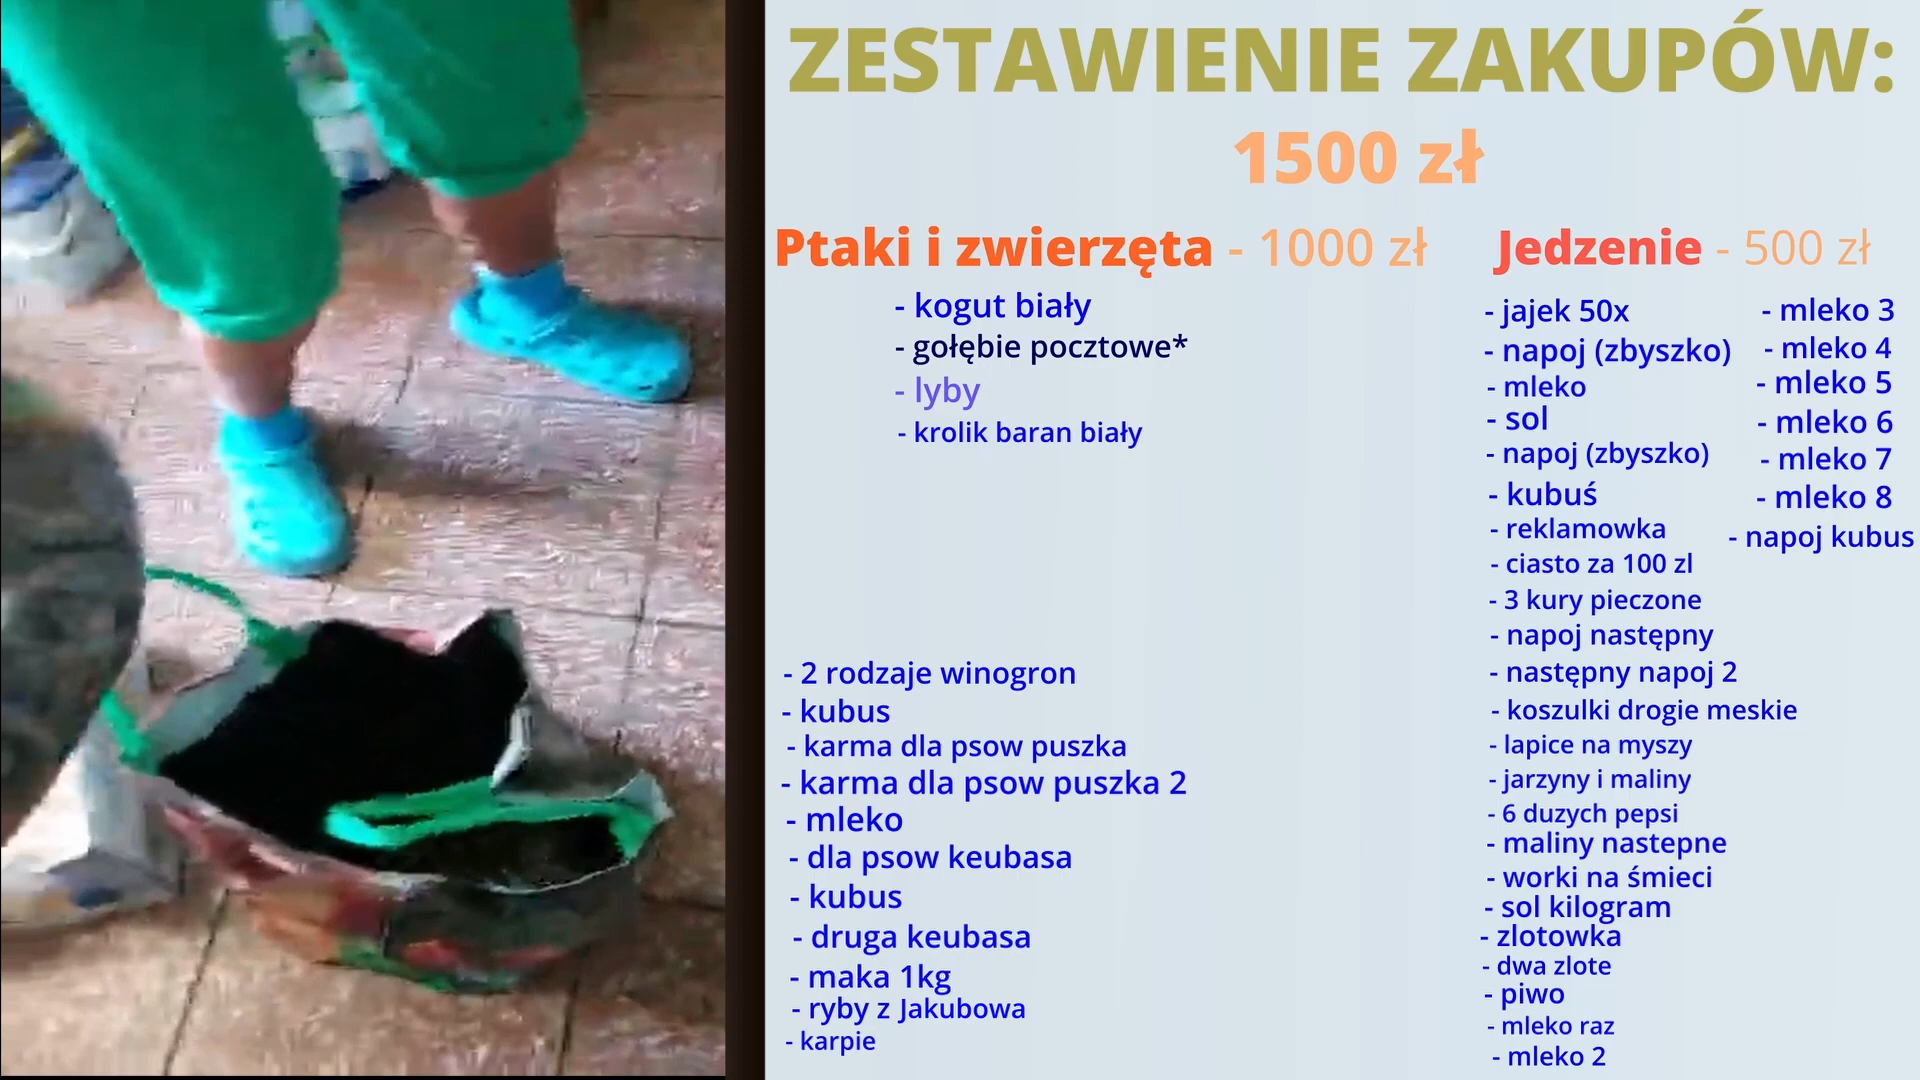 ZESTAWIENIE ZAKUPÓW:
1500 zł
Ptaki i zwierzęta - 1000 zł
- kogut biały
- gołębie pocztowe*
- lyby
- krolik baran biały
- 2 rodzaje winogron
- kubus
- karma dla psow puszka
- karma dla psow puszka 2
- mleko
- dla psow keubasa
- kubus
- druga keubasa
- maka 1kg
- ryby z Jakubowa
- karpie
Jedzenie - 500 zł
- jajek 50x
- napoj (zbyszko)
- mleko
- sol
- napoj (zbyszko)
- kubuś
- reklamowka
- ciasto za 100 zl
- 3 kury pieczone
- napoj następny
- następny napoj 2
- koszulki drogie meskie
- lapice na myszy
- jarzyny i maliny
- 6 duzych pepsi
- maliny nastepne
- worki na śmieci
- sol kilogram
- zlotowka
- dwa zlote
- piwo
- mleko raz
- mleko 2
- mleko 3
- mleko 4
- mleko 5
- mleko 6
- mleko 7
- mleko 8
- napoj kubus